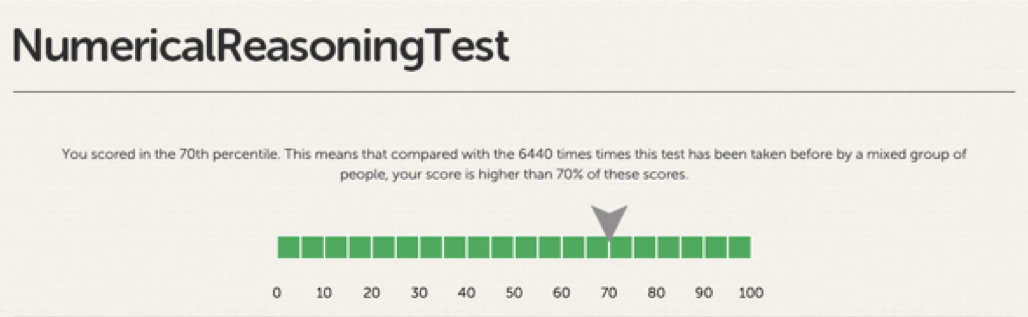 NumericalReasoningTest
You scored in the 70th percentile. This means that compared with the 6440 times times this test has been taken before by a mixed group of
people, your score is higher than 70% of these scores.
0 10 20 30 40 50 60 70 80 90 100